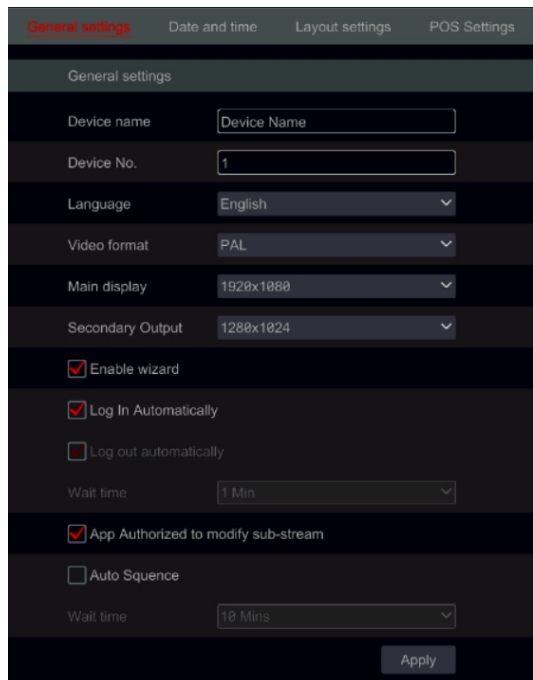 General settings Date and time Layout settings POS Settings
General settings
Device name Device Name
Device No. 1
Language English
Video format PAL
Main display 1920x1080
Secondary Output 1280x1024
Enable wizard
Log In Automatically
Log out automatically
Wait time 1 Min
App Authorized to modify sub-stream
Auto Squence
Wait time 10 Mins
Apply